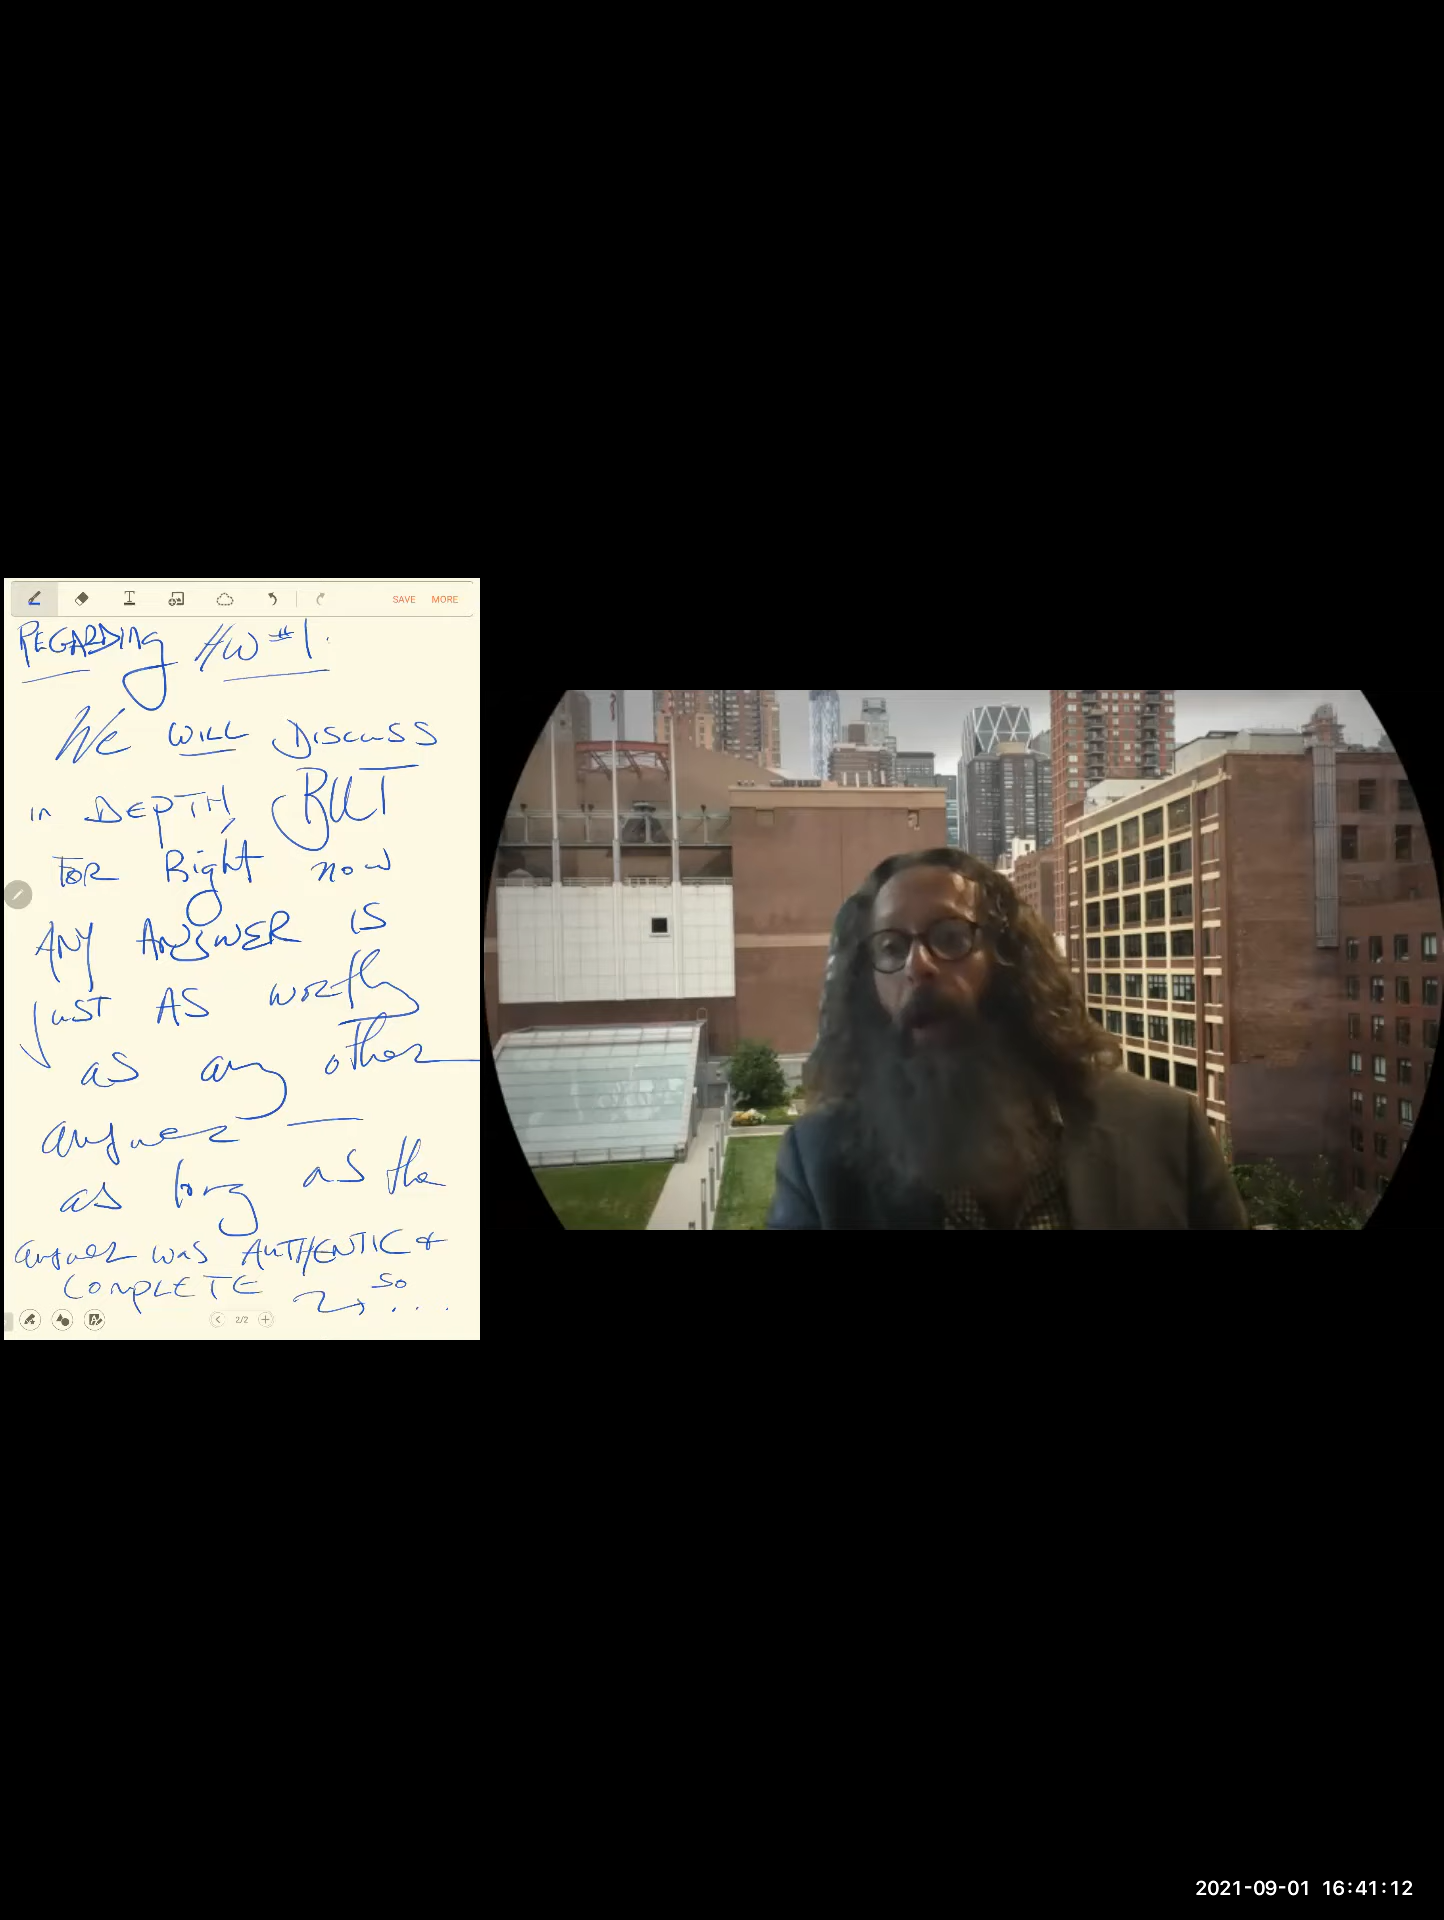 SAVE MORE
REGARDING HW #1.
WE WILL DISCUSS
in DEPTH, BUT
FOR Right now
ANY ANSWER IS
just AS worthy
as any other
answer —
as long as the
answer was AUTHENTIC &
COMPLETE so ...
2/2
2021-09-01 16:41:12